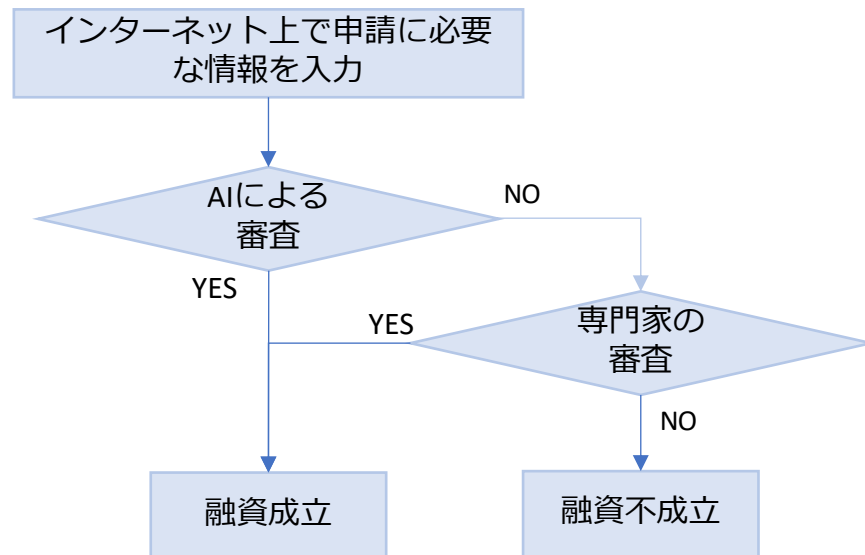 インターネット上で申請に必要
な情報を入力
AIによる
審査
NO
YES
YES
専門家の
審査
NO
融資成立
融資不成立